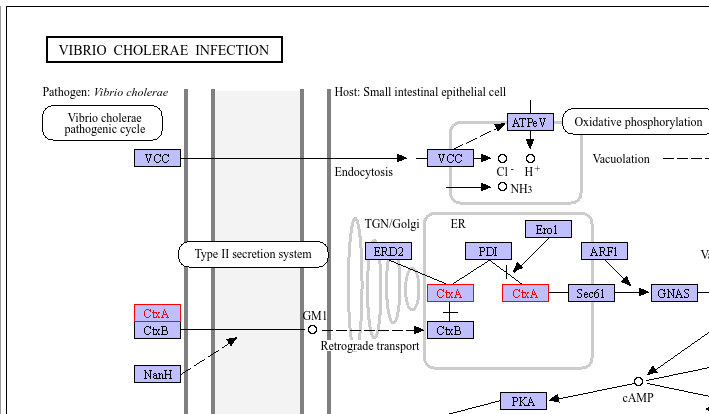 VIBRIO CHOLERAE INFECTION
Pathogen: Vibrio cholerae
Host: Small intestinal epithelial cell
Vibrio cholerae
pathogenic cycle
ATPeV
Oxidative phosphorylation
VCC
VCC
Vacuolation
Endocytosis
Cl-
H+
NH3
TGN/Golgi
ER
Ero1
Type II secretion system
ERD2
PDI
ARF1
CtxA
CtxA
Sec61
GNAS
CtxA
GM1
CtxB
CtxB
Retrograde transport
NanH
cAMP
PKA